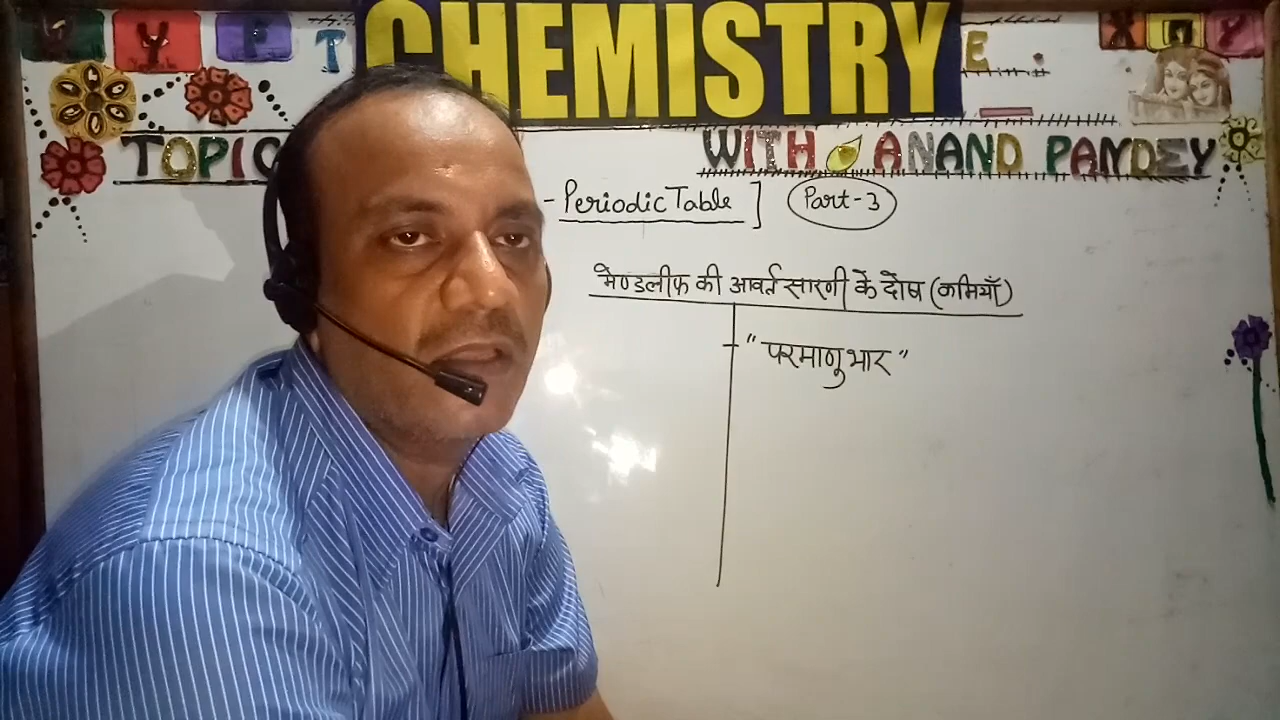 CHEMISTRY
TOPIC
WITH ANAND PANDEY
- Periodic Table ] Part-3
मेण्डलीफ की आवर्त सारणी के दोष (कमियाँ)
"परमाणु भार"